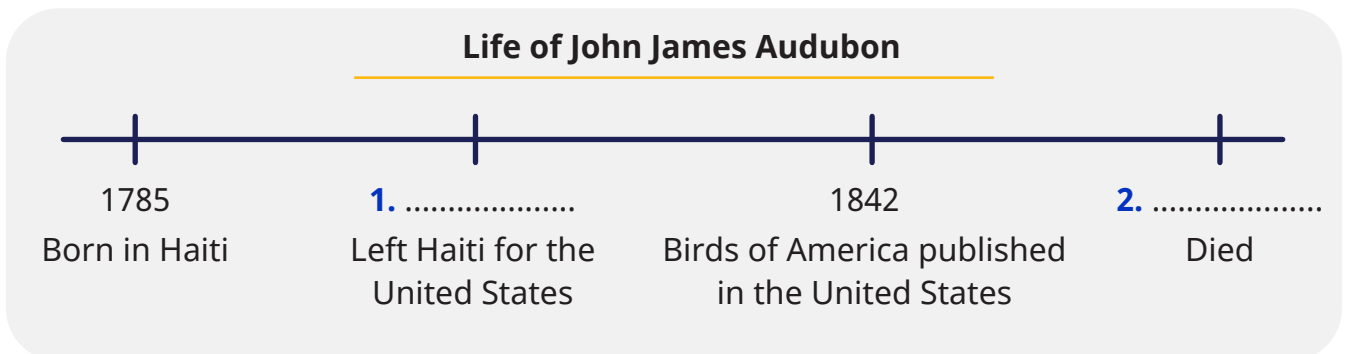 Life of John James Audubon
1785
Born in Haiti
1. ....................
Left Haiti for the
United States
1842
Birds of America published
in the United States
2. ....................
Died